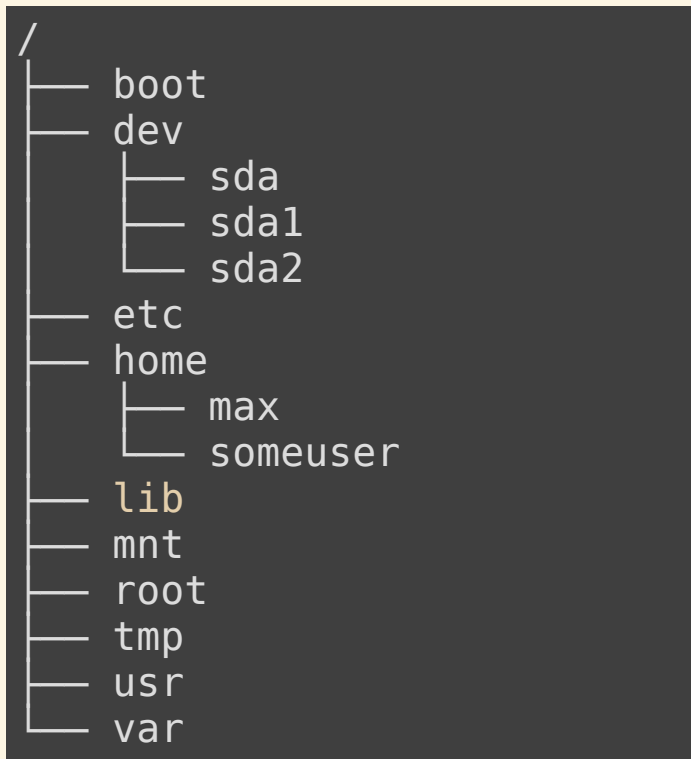 /
├── boot
├── dev
│   ├── sda
│   ├── sda1
│   └── sda2
├── etc
├── home
│   ├── max
│   └── someuser
├── lib
├── mnt
├── root
├── tmp
├── usr
└── var